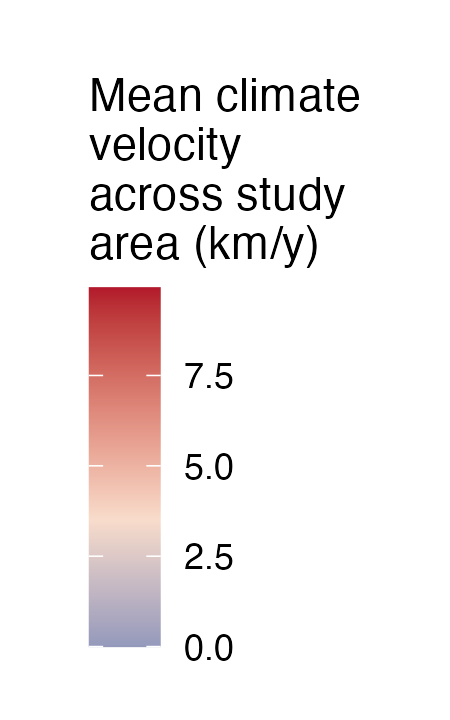 Mean climate
velocity
across study
area (km/y)
7.5
5.0
2.5
0.0